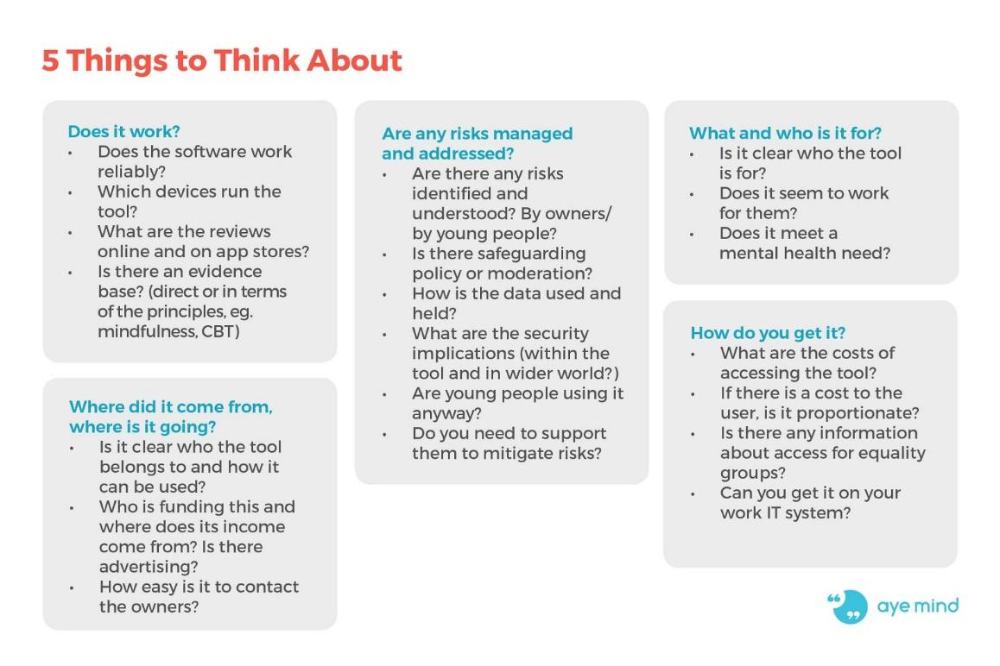 5 Things to Think About
Does it work?
• Does the software work
reliably?
• Which devices run the
tool?
• What are the reviews
online and on app stores?
• Is there an evidence
base? (direct or in terms
of the principles, eg.
mindfulness, CBT)
Where did it come from,
where is it going?
• Is it clear who the tool
belongs to and how it
can be used?
• Who is funding this and
where does its income
come from? Is there
advertising?
• How easy is it to contact
the owners?
Are any risks managed
and addressed?
• Are there any risks
identified and
understood? By owners/
by young people?
• Is there safeguarding
policy or moderation?
• How is the data used and
held?
• What are the security
implications (within the
tool and in wider world?)
• Are young people using it
anyway?
• Do you need to support
them to mitigate risks?
What and who is it for?
• Is it clear who the tool
is for?
• Does it seem to work
for them?
• Does it meet a
mental health need?
How do you get it?
• What are the costs of
accessing the tool?
• If there is a cost to the
user, is it proportionate?
• Is there any information
about access for equality
groups?
• Can you get it on your
work IT system?
aye mind